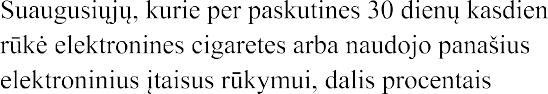 Suaugusiųjų, kurie per paskutines 30 dienų kasdien
rūkė elektronines cigaretes arba naudojo panašius
elektroninius įtaisus rūkymui, dalis procentais